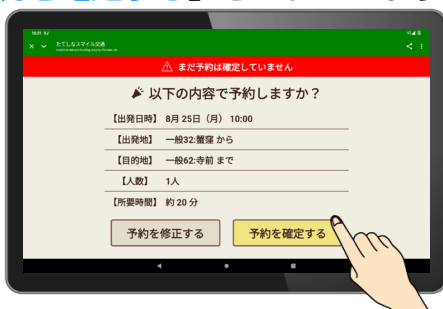 たてしなスマイル交通
まだ予約は確定していません
以下の内容で予約しますか？
【出発日時】 8月 25日（月） 10:00
【出発地】 一般32:蟹窪 から
【目的地】 一般62:寺前 まで
【人数】 1人
【所要時間】 約 20 分
予約を修正する 予約を確定する